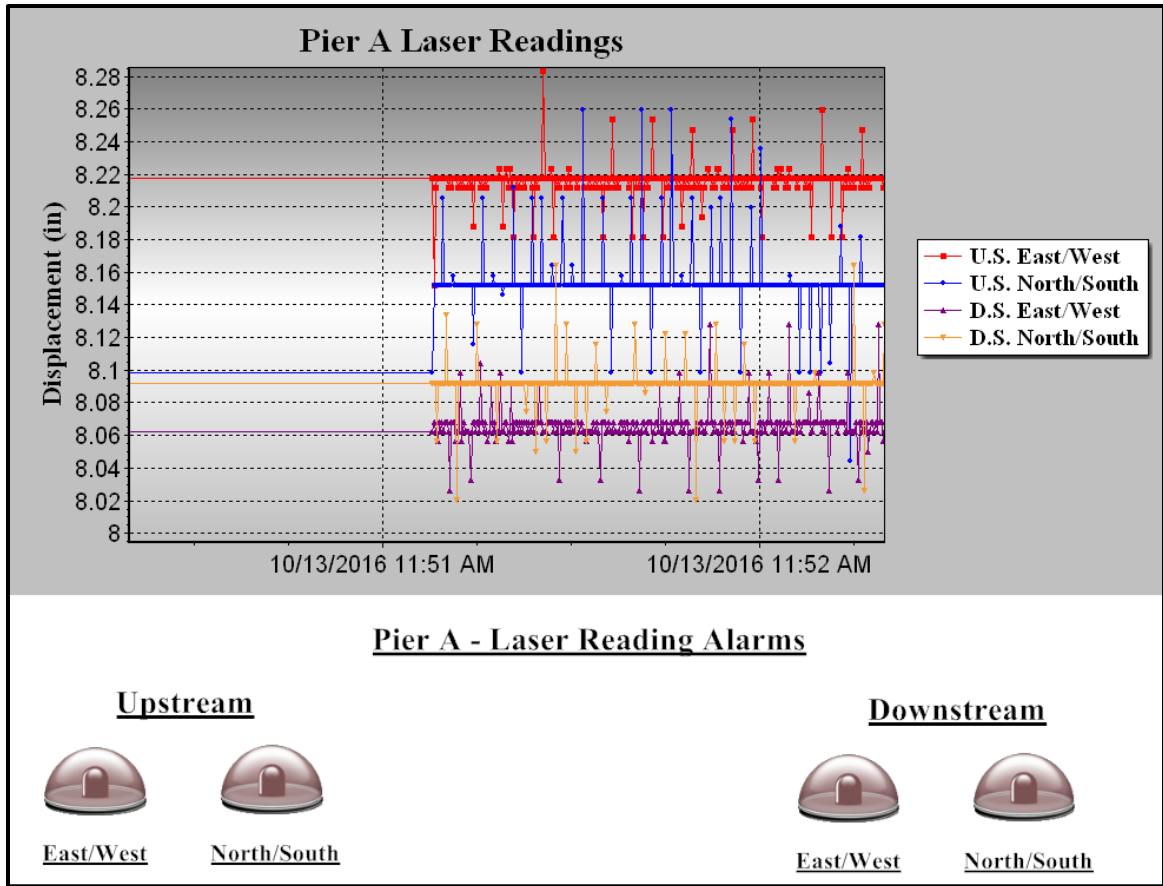 Pier A Laser Readings
Displacement (in)
8.28
8.26
8.24
8.22
8.2
8.18
8.16
8.14
8.12
8.1
8.08
8.06
8.04
8.02
8
10/13/2016 11:51 AM
10/13/2016 11:52 AM
U.S. East/West
U.S. North/South
D.S. East/West
D.S. North/South
Pier A - Laser Reading Alarms
Upstream
Downstream
East/West
North/South
East/West
North/South